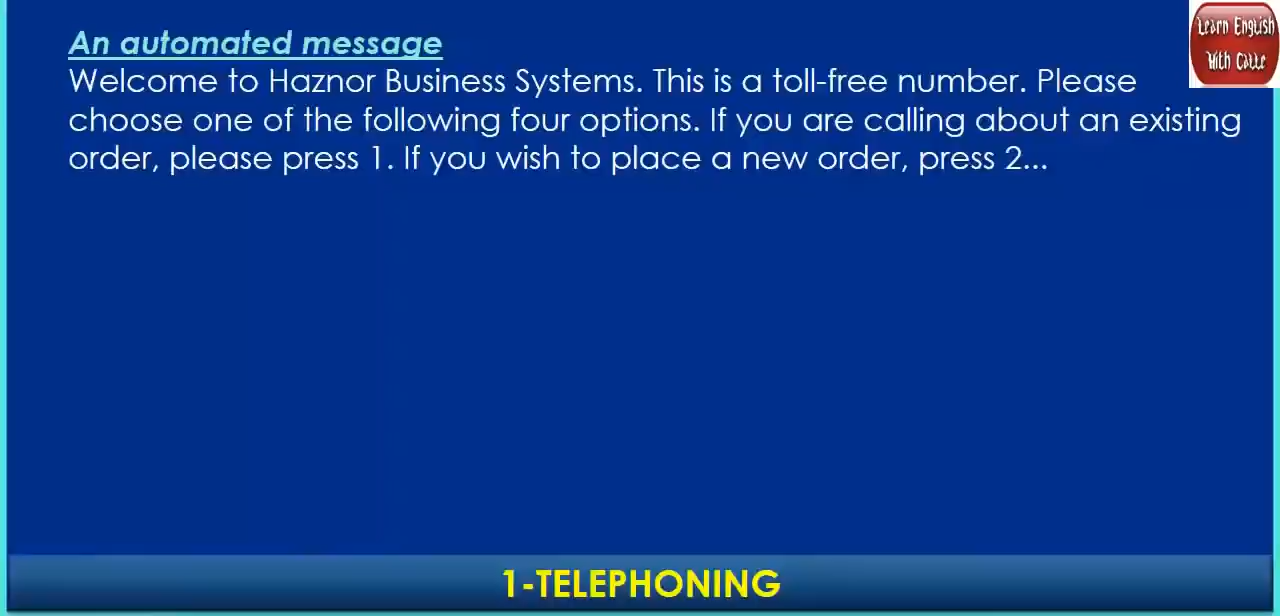 An automated message
Welcome to Haznor Business Systems. This is a toll-free number. Please
choose one of the following four options. If you are calling about an existing
order, please press 1. If you wish to place a new order, press 2...
1-TELEPHONING
Learn English
With